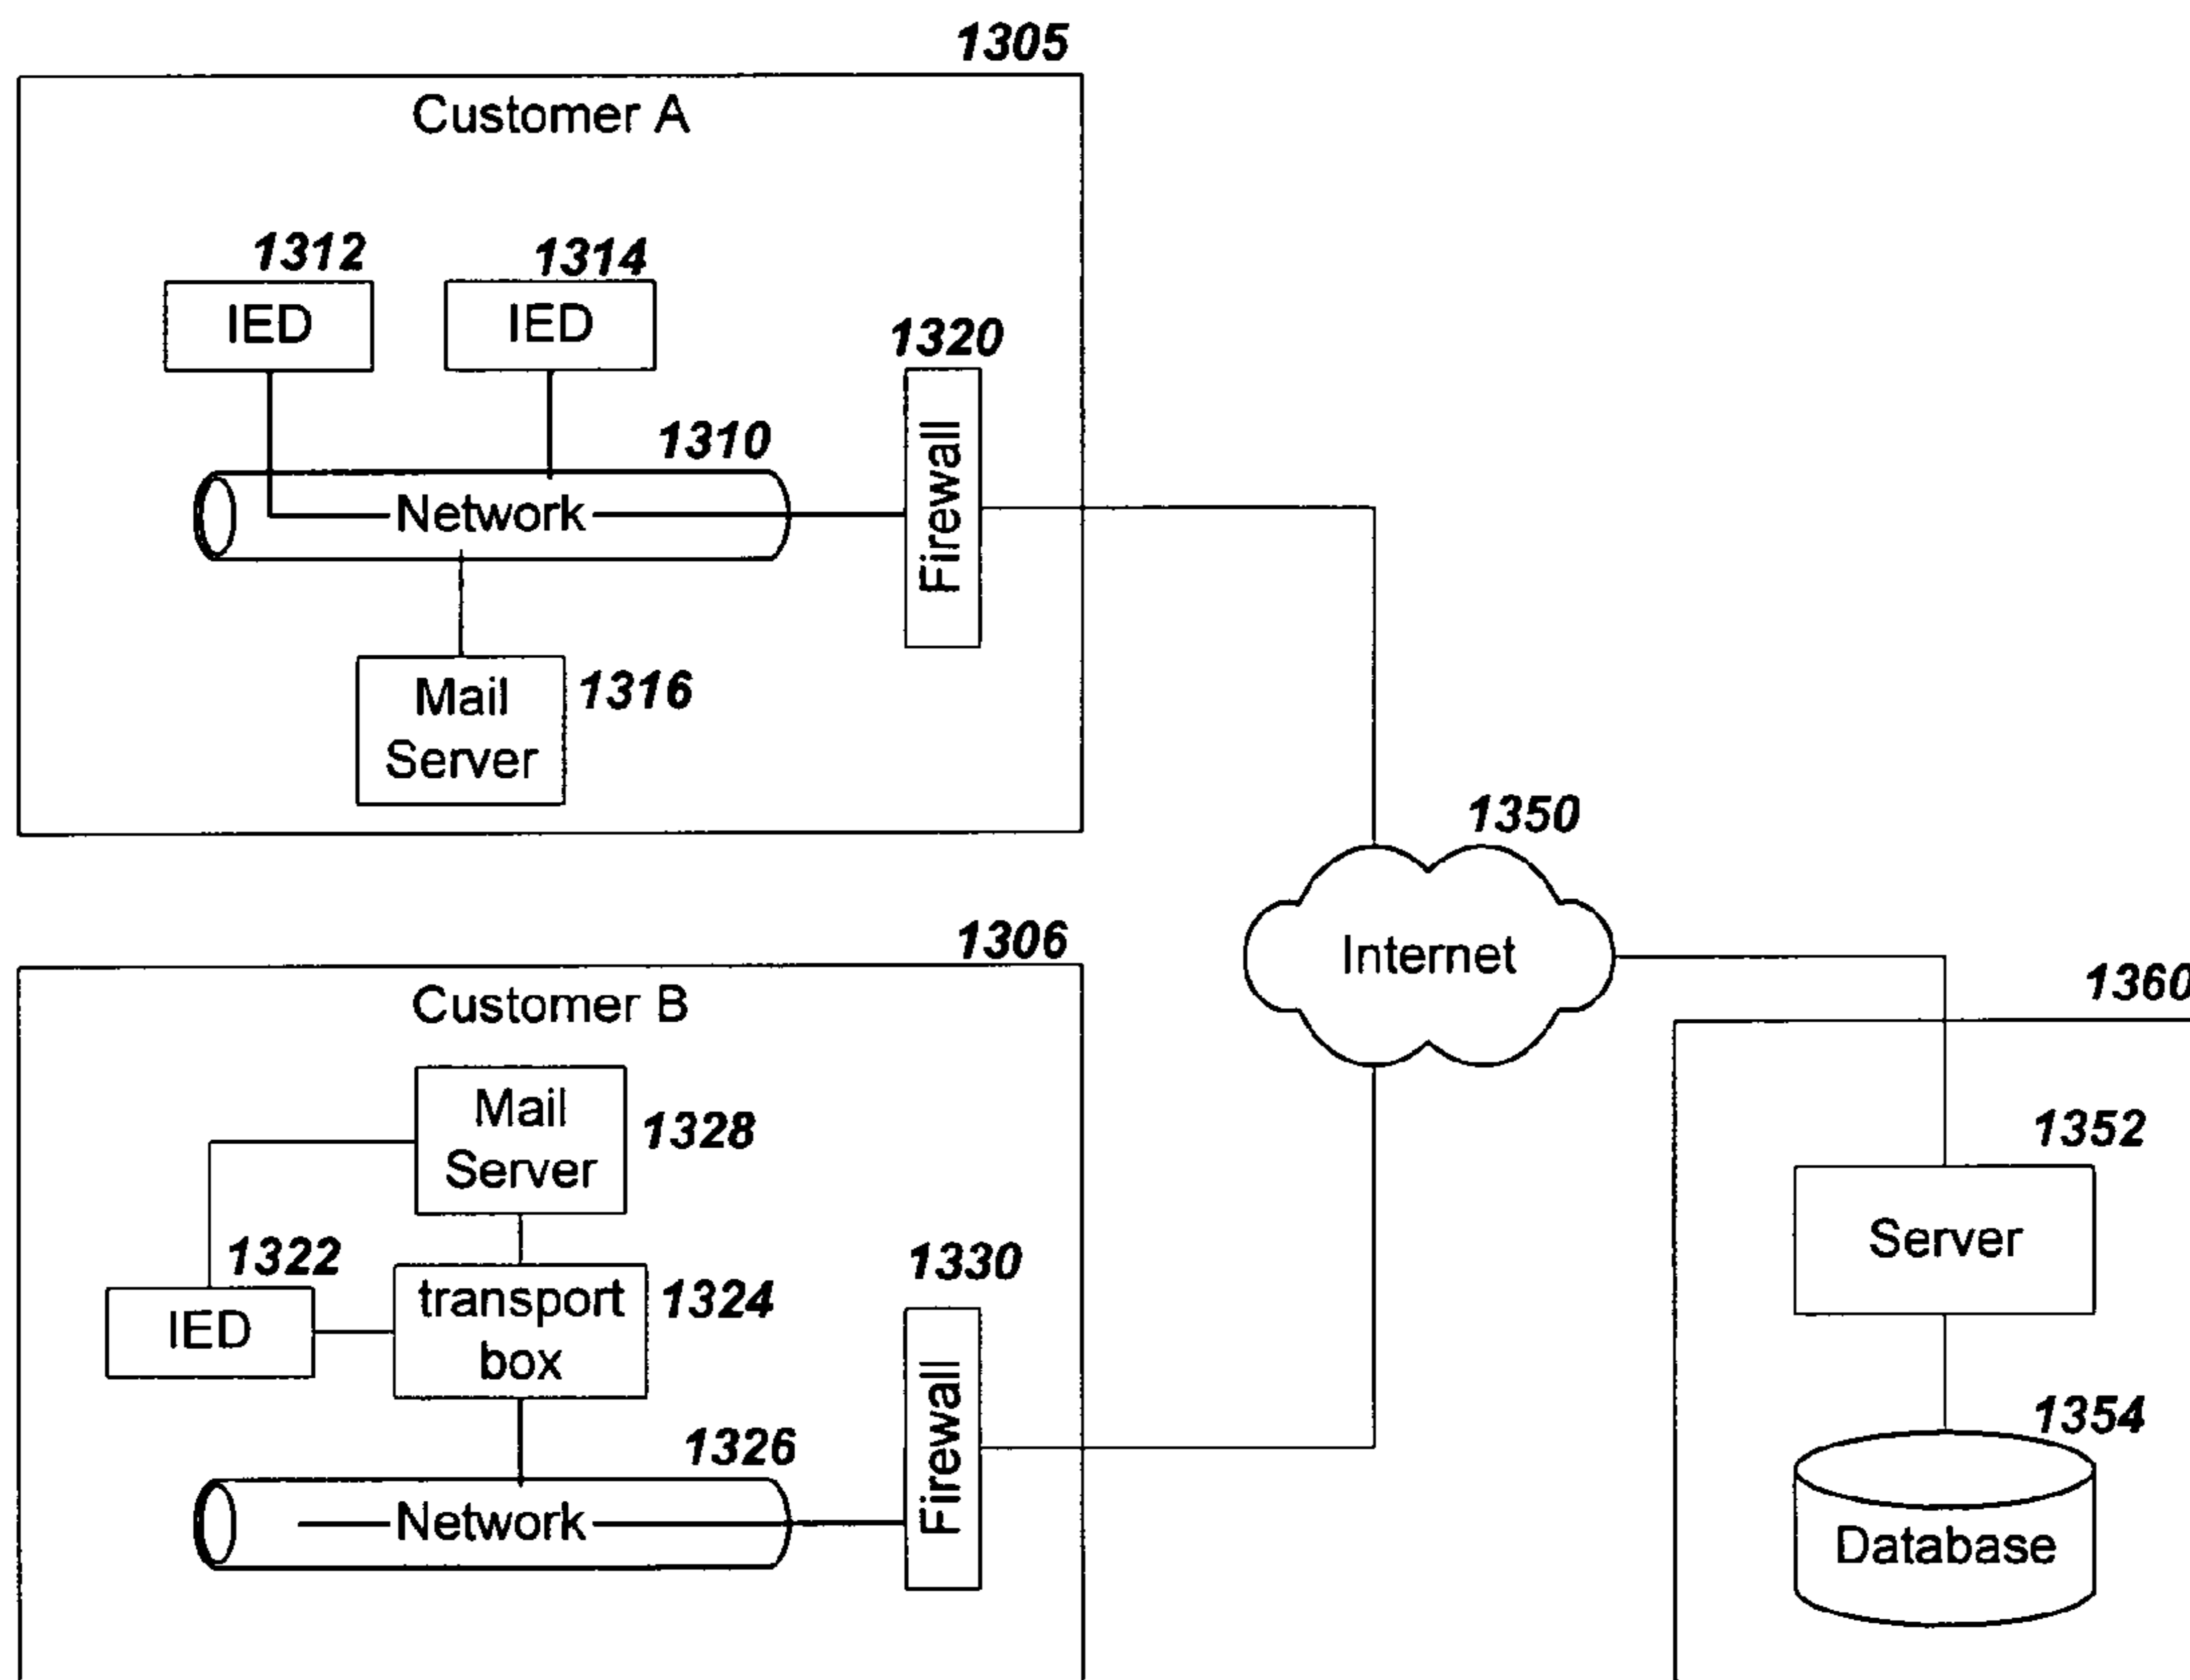 1305
Customer A
1312
1314
IED
IED
1320
Firewall
1310
Network
Mail
Server
1316
1350
Internet
1306
Customer B
1360
Mail
Server
1328
1352
Server
1322
IED
transport
box
1324
1330
Firewall
1326
Network
1354
Database